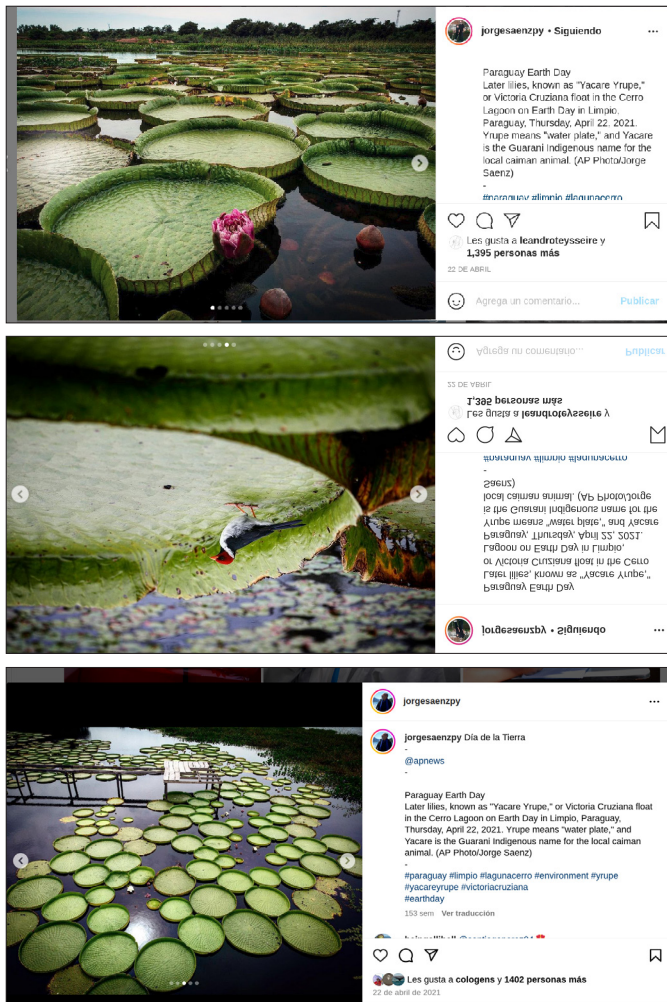 jorgesaenzpy • Siguiendo
Paraguay Earth Day
Later lilies, known as "Yacare Yrupe,"
or Victoria Cruziana float in the Cerro
Lagoon on Earth Day in Limpio,
Paraguay, Thursday, April 22, 2021.
Yrupe means "water plate," and Yacare
is the Guarani Indigenous name for the
local caiman animal. (AP Photo/Jorge
Saenz)
-
#paraguay #limpio #lagunacerro
Les gusta a leandroteysseire y
1,395 personas más
22 DE ABRIL
Agrega un comentario... Publicar
Agrega un comentario... Publicar
22 DE ABRIL
1,395 personas más
Les gusta a leandroteysseire y
#paraguay #limpio #lagunacerro
-
Saenz)
local caiman animal. (AP Photo/Jorge
is the Guarani Indigenous name for the
Yrupe means "water plate," and Yacare
Paraguay, Thursday, April 22, 2021.
Lagoon on Earth Day in Limpio,
or Victoria Cruziana float in the Cerro
Later lilies, known as "Yacare Yrupe,"
Paraguay Earth Day
jorgesaenzpy • Siguiendo
jorgesaenzpy
jorgesaenzpy Día de la Tierra
-
@apnews
-
Paraguay Earth Day
Later lilies, known as "Yacare Yrupe," or Victoria Cruziana float
in the Cerro Lagoon on Earth Day in Limpio, Paraguay,
Thursday, April 22, 2021. Yrupe means "water plate," and
Yacare is the Guarani Indigenous name for the local caiman
animal. (AP Photo/Jorge Saenz)
-
#paraguay #limpio #lagunacerro #environment #yrupe
#yacareyrupe #victoriacruziana
#earthday
153 sem Ver traducción
Les gusta a cologens y 1402 personas más
22 de abril de 2021